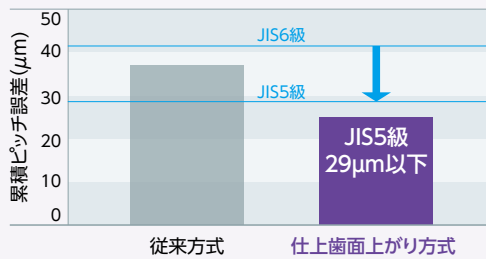 累積ピッチ誤差(μm)
50
40
30
20
10
0
JIS6級
JIS5級
JIS5級
29μm以下
従来方式
仕上歯面上がり方式